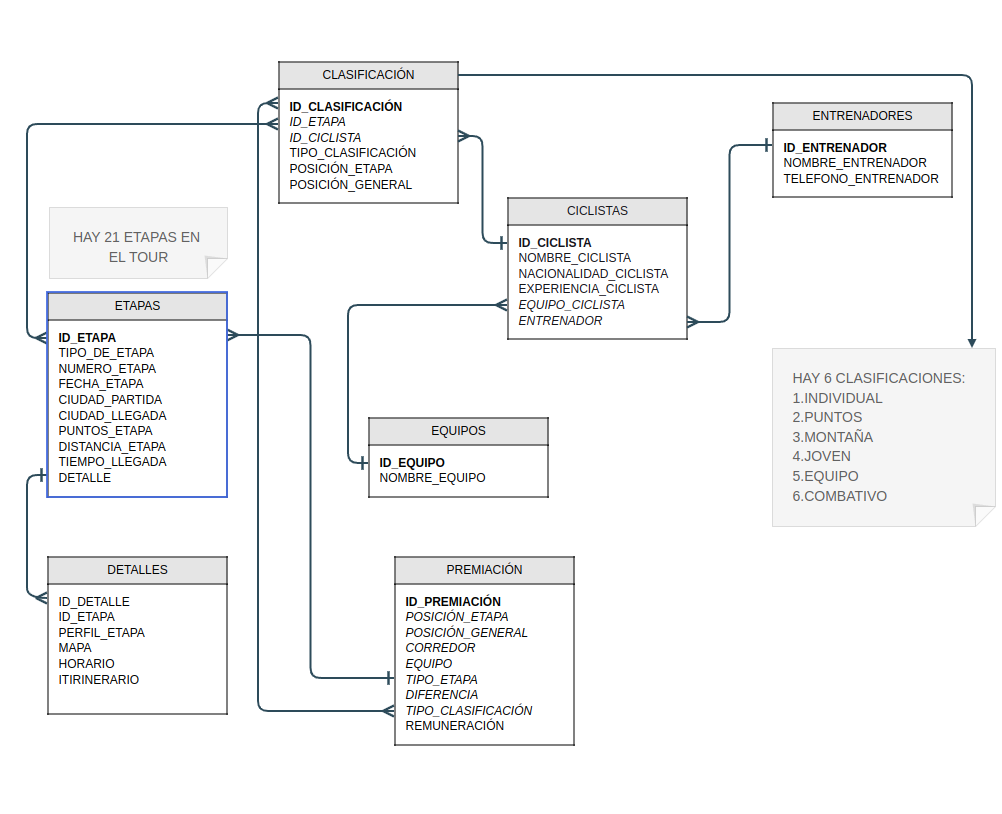 CLASIFICACIÓN
ID_CLASIFICACIÓN
ID_ETAPA
ID_CICLISTA
TIPO_CLASIFICACIÓN
POSICIÓN_ETAPA
POSICIÓN_GENERAL
ENTRENADORES
ID_ENTRENADOR
NOMBRE_ENTRENADOR
TELEFONO_ENTRENADOR
CICLISTAS
ID_CICLISTA
NOMBRE_CICLISTA
NACIONALIDAD_CICLISTA
EXPERIENCIA_CICLISTA
EQUIPO_CICLISTA
ENTRENADOR
HAY 21 ETAPAS EN
EL TOUR
ETAPAS
ID_ETAPA
TIPO_DE_ETAPA
NUMERO_ETAPA
FECHA_ETAPA
CIUDAD_PARTIDA
CIUDAD_LLEGADA
PUNTOS_ETAPA
DISTANCIA_ETAPA
TIEMPO_LLEGADA
DETALLE
HAY 6 CLASIFICACIONES:
1.INDIVIDUAL
2.PUNTOS
3.MONTAÑA
4.JOVEN
5.EQUIPO
6.COMBATIVO
EQUIPOS
ID_EQUIPO
NOMBRE_EQUIPO
DETALLES
ID_DETALLE
ID_ETAPA
PERFIL_ETAPA
MAPA
HORARIO
ITIRINERARIO
PREMIACIÓN
ID_PREMIACIÓN
POSICIÓN_ETAPA
POSICIÓN_GENERAL
CORREDOR
EQUIPO
TIPO_ETAPA
DIFERENCIA
TIPO_CLASIFICACIÓN
REMUNERACIÓN